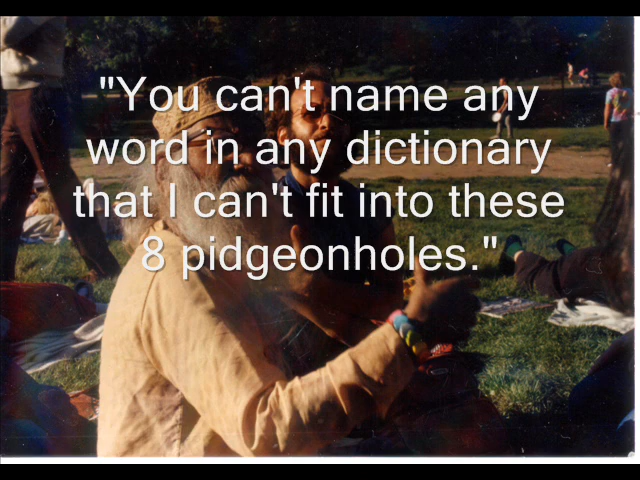 "You can't name any
word in any dictionary
that I can't fit into these
8 pidgeonholes."